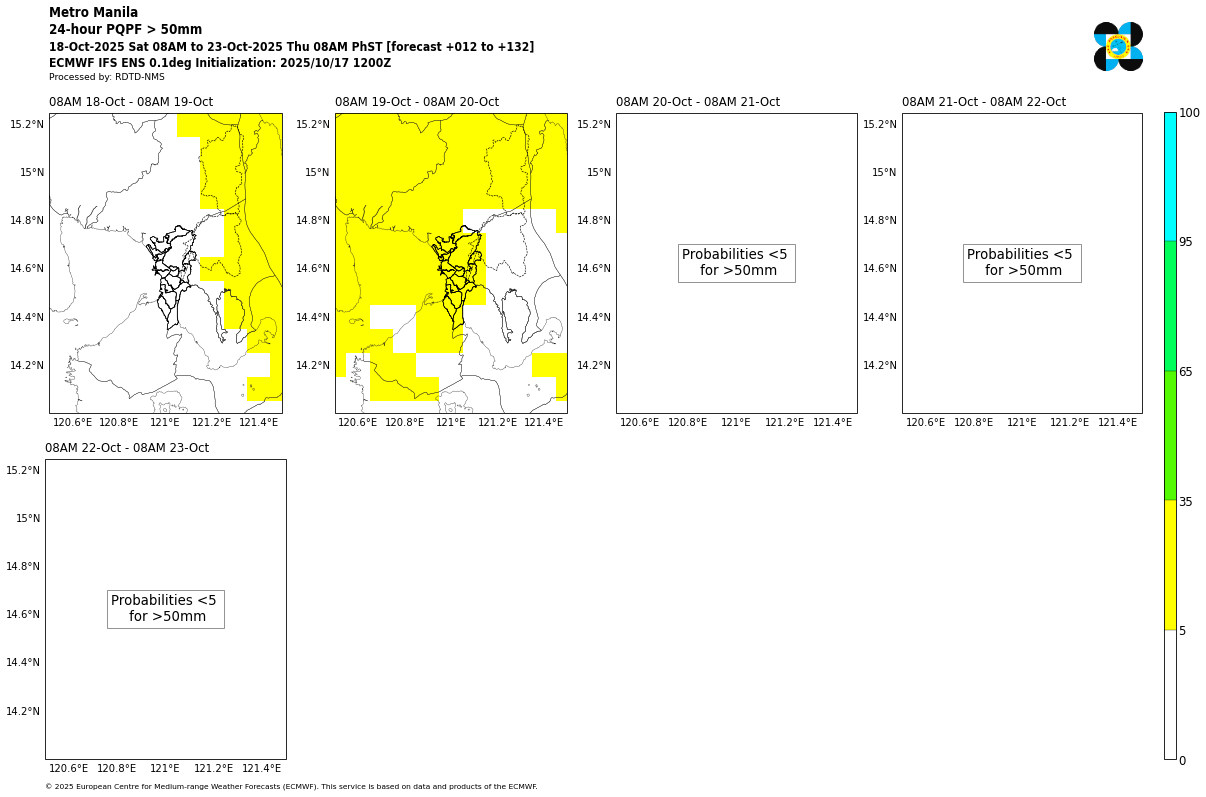 Metro Manila
24-hour PQPF > 50mm
18-Oct-2025 Sat 08AM to 23-Oct-2025 Thu 08AM PhST [forecast +012 to +132]
ECMWF IFS ENS 0.1deg Initialization: 2025/10/17 1200Z
Processed by: RDTD-NMS
08AM 18-Oct - 08AM 19-Oct
15.2°N
15°N
14.8°N
14.6°N
14.4°N
14.2°N
120.6°E 120.8°E 121°E 121.2°E 121.4°E
08AM 19-Oct - 08AM 20-Oct
15.2°N
15°N
14.8°N
14.6°N
14.4°N
14.2°N
120.6°E 120.8°E 121°E 121.2°E 121.4°E
08AM 20-Oct - 08AM 21-Oct
15.2°N
15°N
14.8°N
14.6°N
14.4°N
14.2°N
Probabilities <5
for >50mm
120.6°E 120.8°E 121°E 121.2°E 121.4°E
08AM 21-Oct - 08AM 22-Oct
15.2°N
15°N
14.8°N
14.6°N
14.4°N
14.2°N
Probabilities <5
for >50mm
120.6°E 120.8°E 121°E 121.2°E 121.4°E
100
95
65
35
5
0
08AM 22-Oct - 08AM 23-Oct
15.2°N
15°N
14.8°N
14.6°N
14.4°N
14.2°N
Probabilities <5
for >50mm
120.6°E 120.8°E 121°E 121.2°E 121.4°E
© 2025 European Centre for Medium-range Weather Forecasts (ECMWF). This service is based on data and products of the ECMWF.